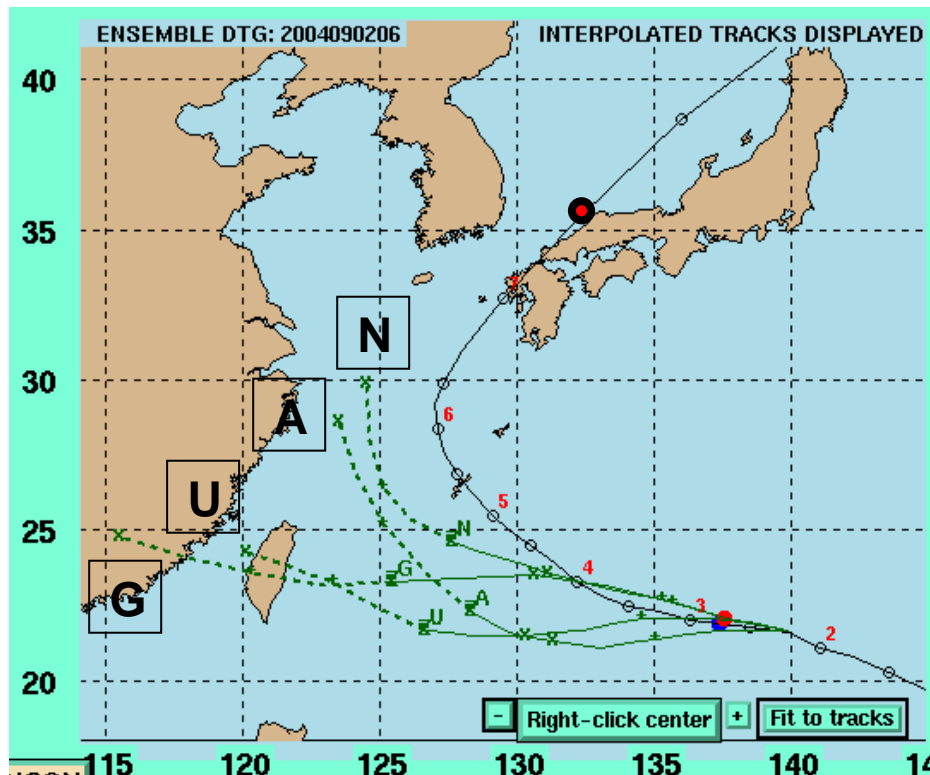 ENSEMBLE DTG: 2004090206 INTERPOLATED TRACKS DISPLAYED
40
35
7
N
30
A
6
U
5
25
N
G
4
G
A
3
U
2
20
- Right-click center + Fit to tracks
115 120 125 130 135 140